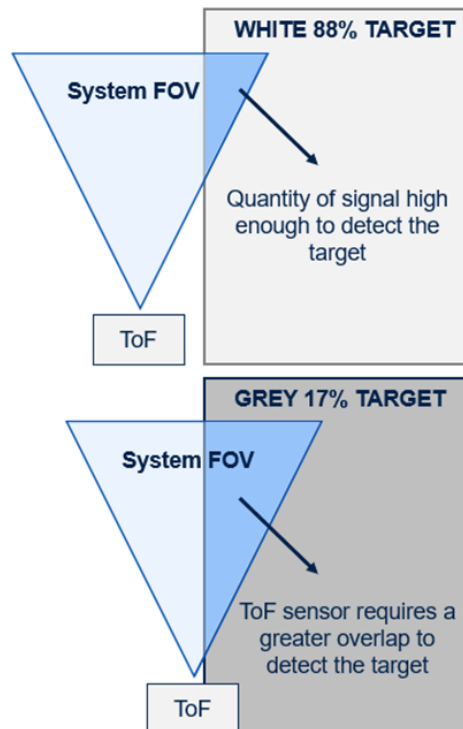 WHITE 88% TARGET
System FOV
Quantity of signal high
enough to detect the
target
ToF
GREY 17% TARGET
System FOV
ToF sensor requires a
greater overlap to
detect the target
ToF